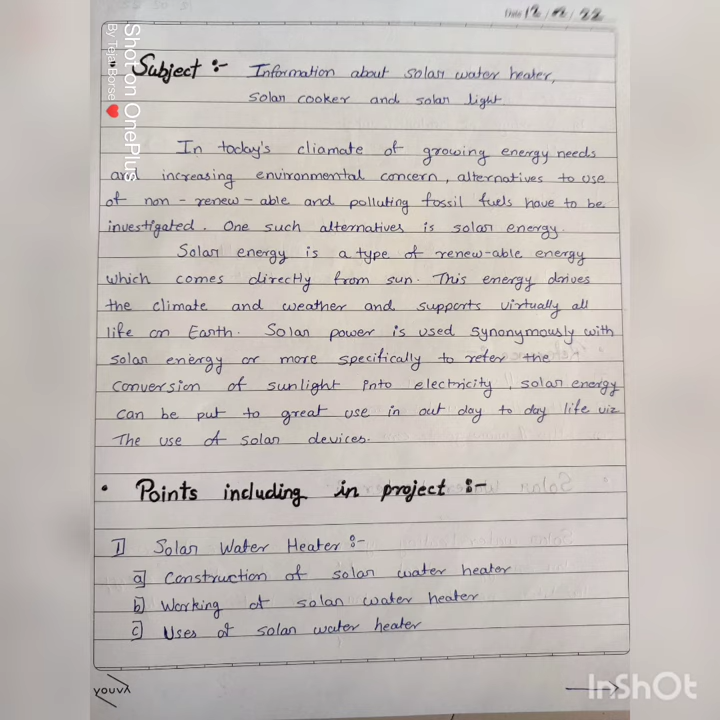 Date 12/2/22
• Subject :- Information about solar water heater,
solar cooker and solar light
In today's cliamate of growing energy needs
and increasing environmental concern, alternatives to use
of non-renew-able and polluting fossil fuels have to be
investigated. One such alternatives is solar energy.
Solar energy is a type of renew-able energy
which comes directly from sun. This energy drives
the climate and weather and supports virtually all
life on Earth. Solar power is used synonymously with
solar energy or more specifically to refer the
conversion of sunlight into electricity, solar energy
can be put to great use in out day to day life viz
The use of solar devices.
• Points including in project :-
I] Solar Water Heater :-
a] Construction of solar water heater
b] Working of solar water heater
c] Uses of solar water heater
YOUVA
Shot on OnePlus
By Tejal Borse
InShOt